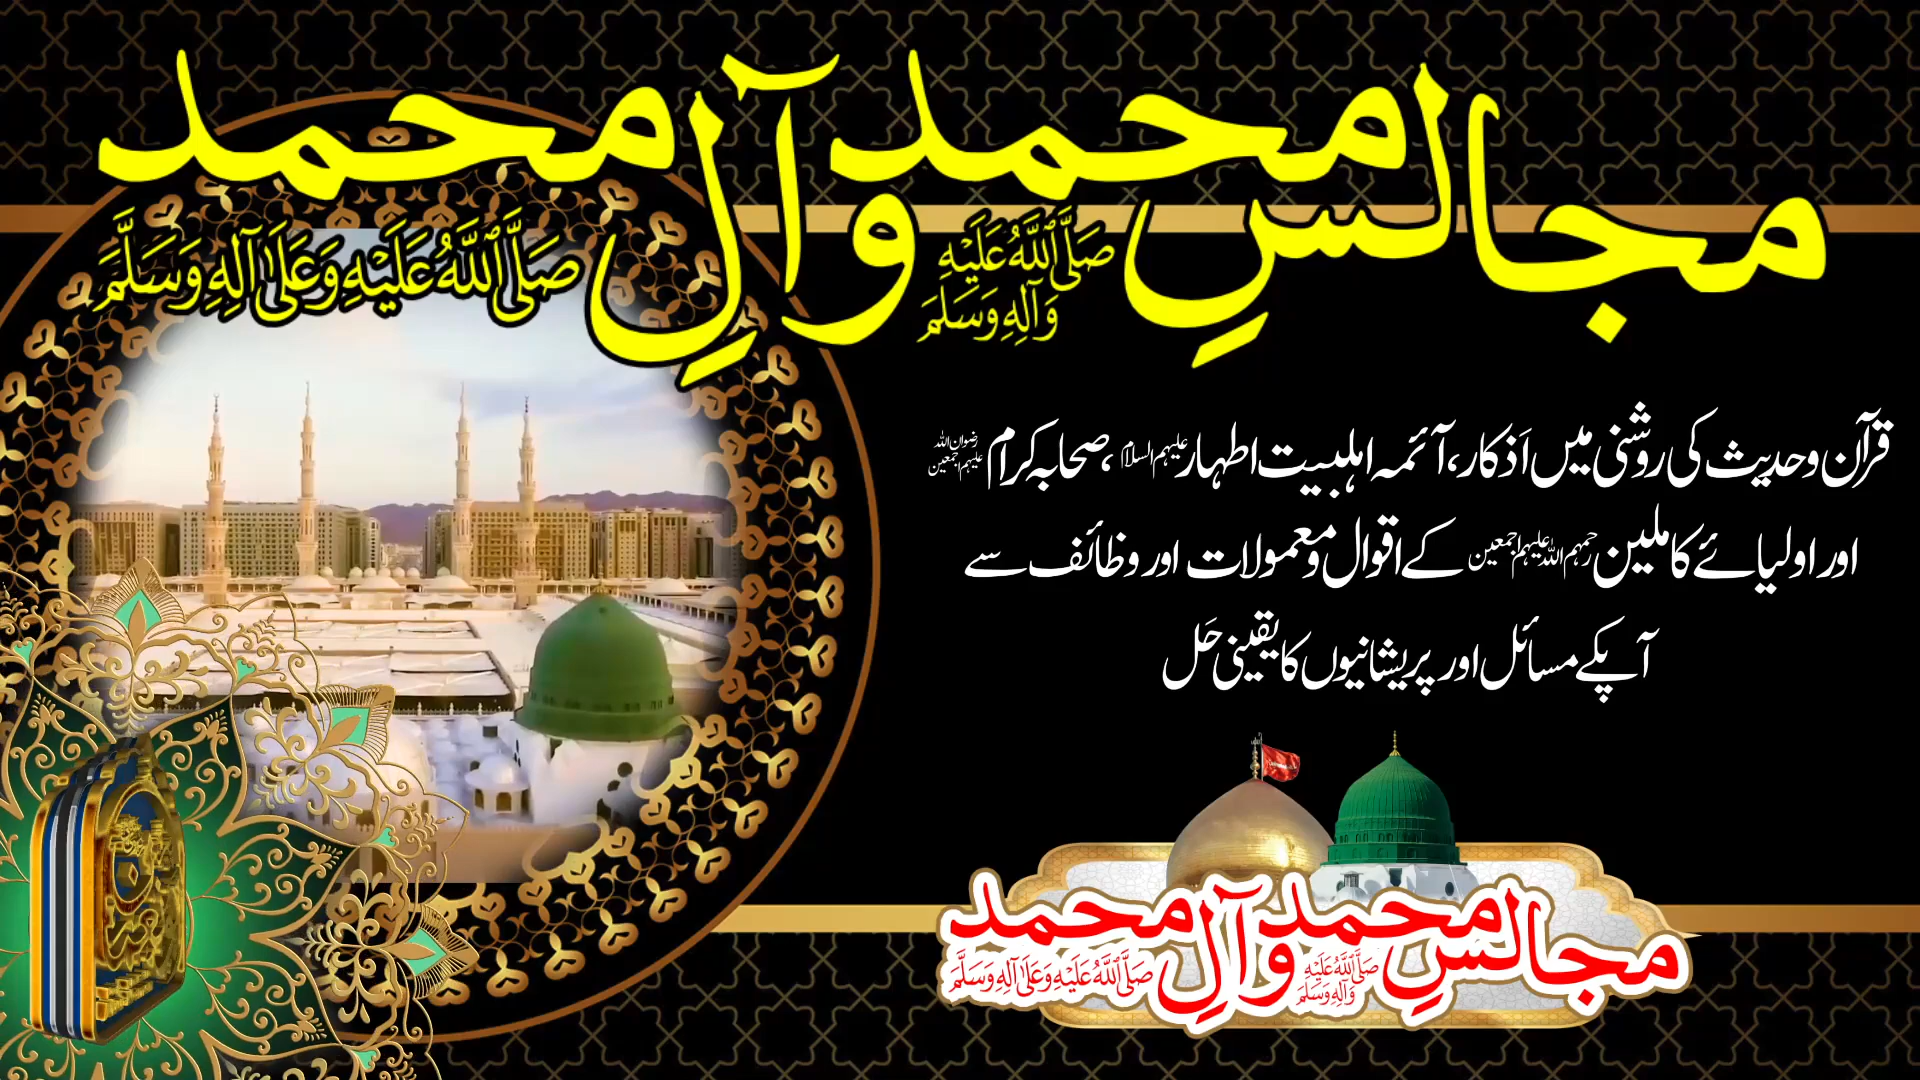 مجالسِ محمد صَلَّى اللهُ عَلَيْهِ وَآلِهِ وَسَلَّمَ وآلِ محمد صَلَّى اللهُ عَلَيْهِ وَعَلَىٰ آلِهِ وَسَلَّمَ
قرآن وحدیث کی روشنی میں اَذکار، آئمہ اہلبیت اطہار علیہم السلام، صحابہ کرام رضوان اللہ علیہم اجمعین
اور اولیائے کاملین رحمہم اللہ علیہم اجمعین کے اقوال و معمولات اور وظائف سے
آپکے مسائل اور پریشانیوں کا یقینی حَل
مجالسِ محمد صَلَّى اللهُ عَلَيْهِ وَآلِهِ وَسَلَّمَ وآلِ محمد صَلَّى اللهُ عَلَيْهِ وَعَلَىٰ آلِهِ وَسَلَّمَ